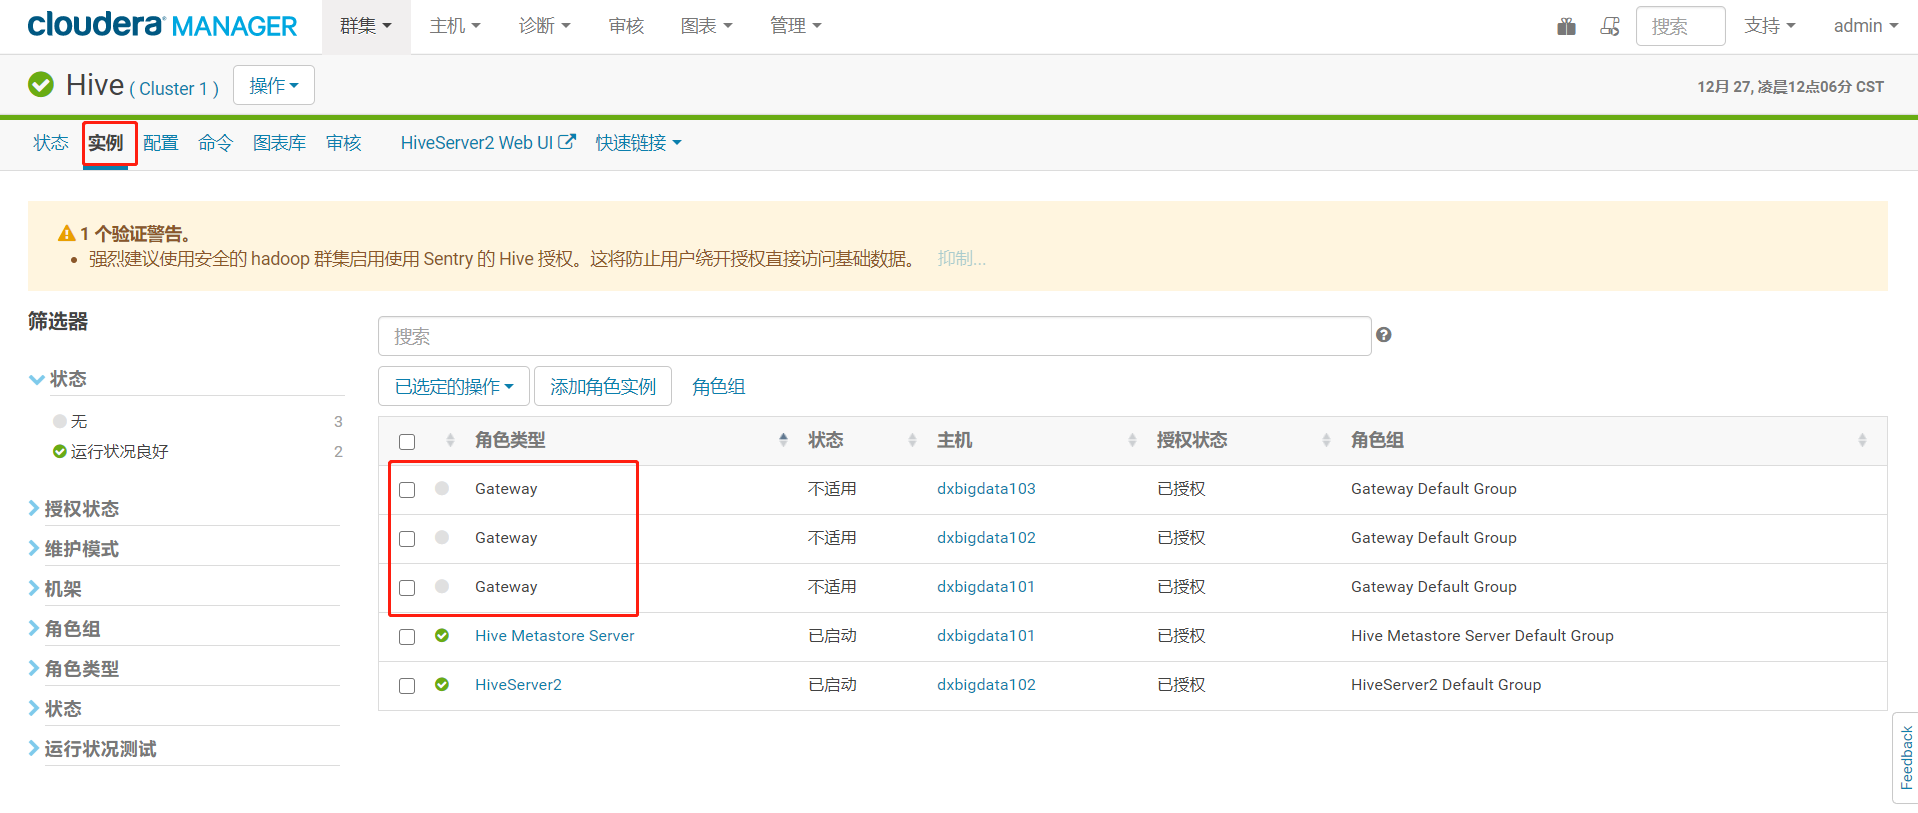 cloudera MANAGER 群集 主机 诊断 审核 图表 管理 搜索 支持 admin
Hive ( Cluster 1 ) 操作 12月 27, 凌晨12点06分 CST
状态 实例 配置 命令 图表库 审核 HiveServer2 Web UI 快速链接
1 个验证警告。
强烈建议使用安全的 hadoop 群集启用使用 Sentry 的 Hive 授权。这将防止用户绕开授权直接访问基础数据。 抑制...
筛选器
状态
无 3
运行状况良好 2
授权状态
维护模式
机架
角色组
角色类型
状态
运行状况测试
搜索
已选定的操作 添加角色实例 角色组
角色类型 状态 主机 授权状态 角色组
Gateway 不适用 dxbigdata103 已授权 Gateway Default Group
Gateway 不适用 dxbigdata102 已授权 Gateway Default Group
Gateway 不适用 dxbigdata101 已授权 Gateway Default Group
Hive Metastore Server 已启动 dxbigdata101 已授权 Hive Metastore Server Default Group
HiveServer2 已启动 dxbigdata102 已授权 HiveServer2 Default Group
Feedback